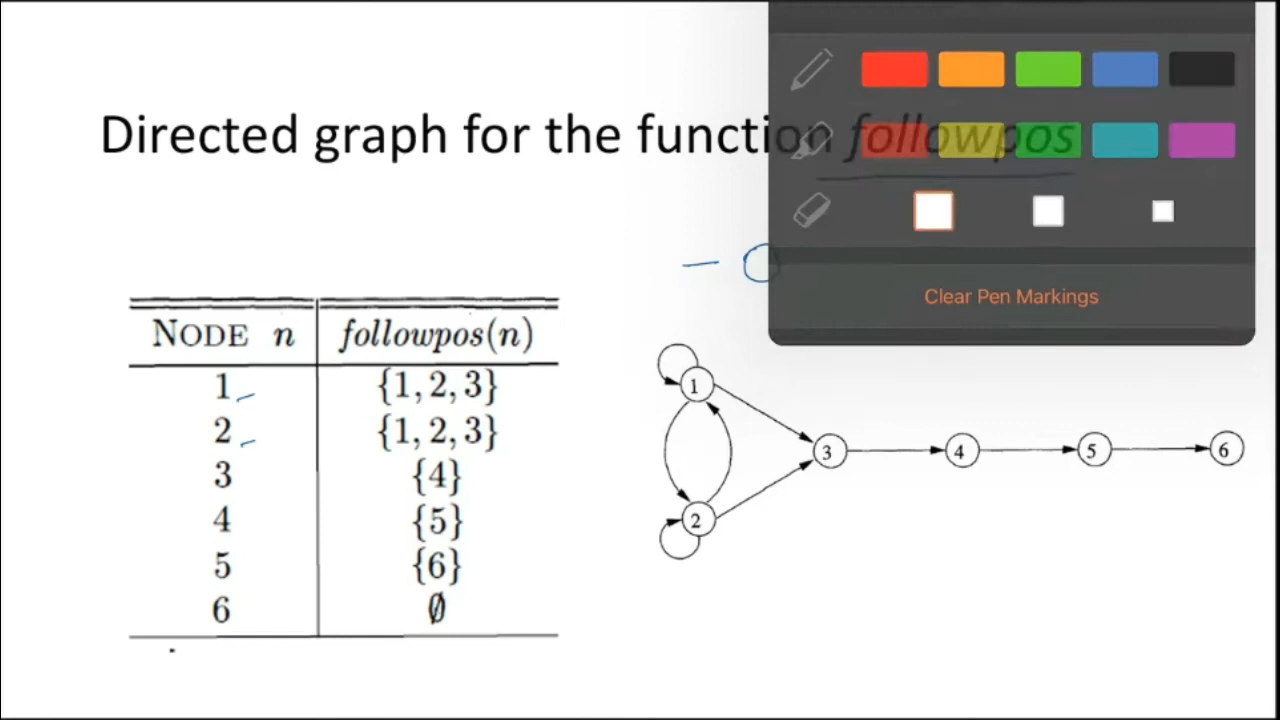 Directed graph for the function followpos
Clear Pen Markings
NODE n followpos(n)
1 {1, 2, 3}
2 {1, 2, 3}
3 {4}
4 {5}
5 {6}
6 ∅
1
2
3
4
5
6